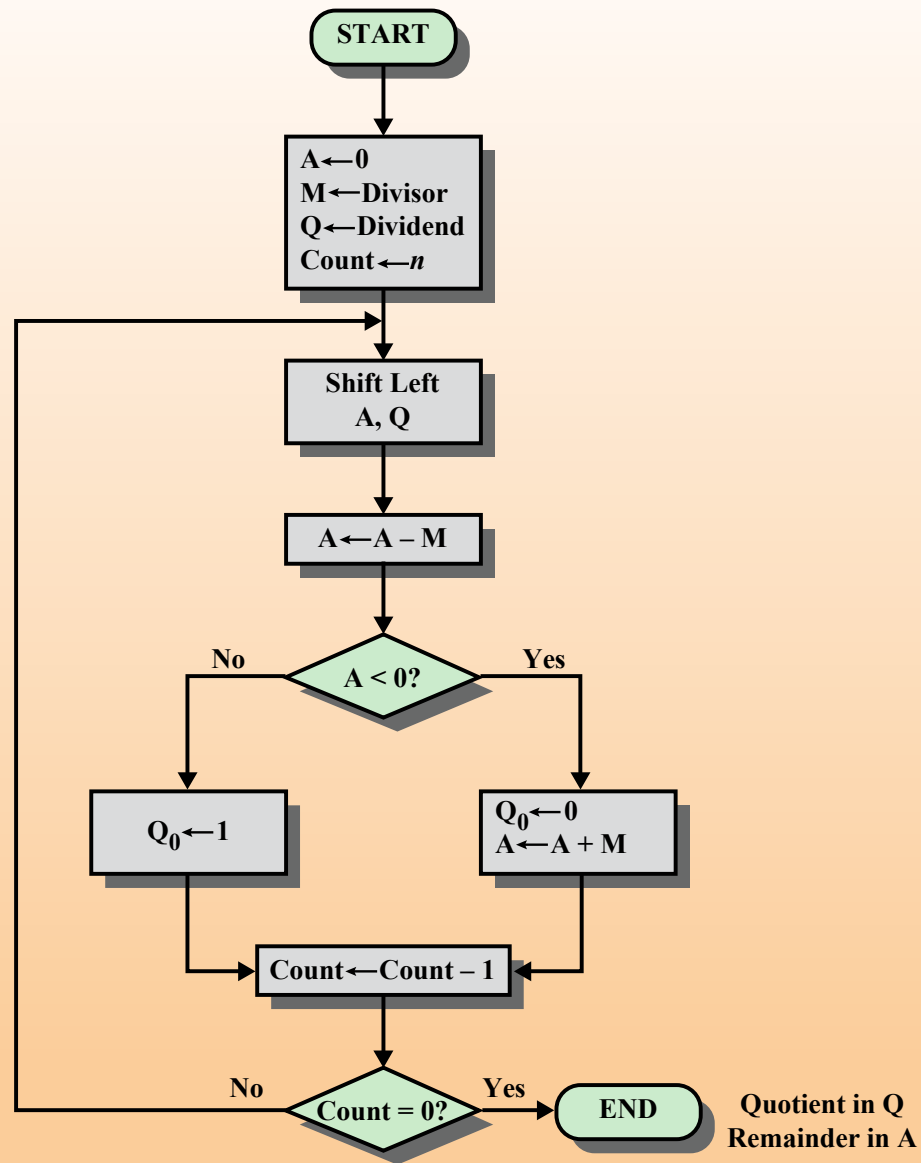 START
A←0
M←Divisor
Q←Dividend
Count←n
Shift Left
A, Q
A←A – M
No
Yes
A < 0?
Q₀←1
Q₀←0
A←A + M
Count←Count – 1
No
Yes
Count = 0?
END
Quotient in Q
Remainder in A